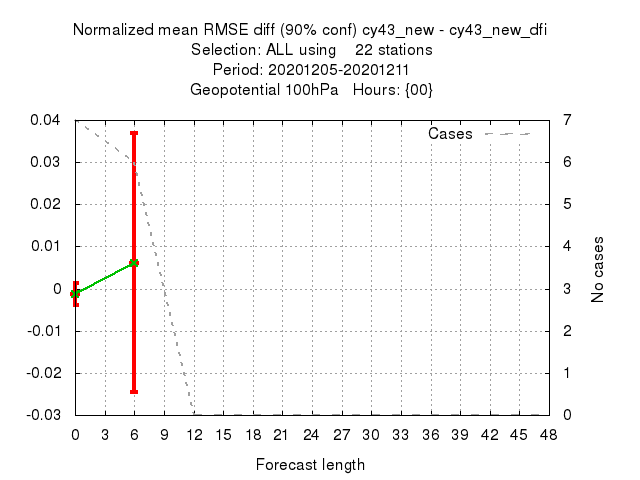 Normalized mean RMSE diff (90% conf) cy43_new - cy43_new_dfi
Selection: ALL using 22 stations
Period: 20201205-20201211
Geopotential 100hPa Hours: {00}
Cases
0.04
0.03
0.02
0.01
0
-0.01
-0.02
-0.03
7
6
5
4
3
2
1
0
No cases
0 3 6 9 12 15 18 21 24 27 30 33 36 39 42 45 48
Forecast length